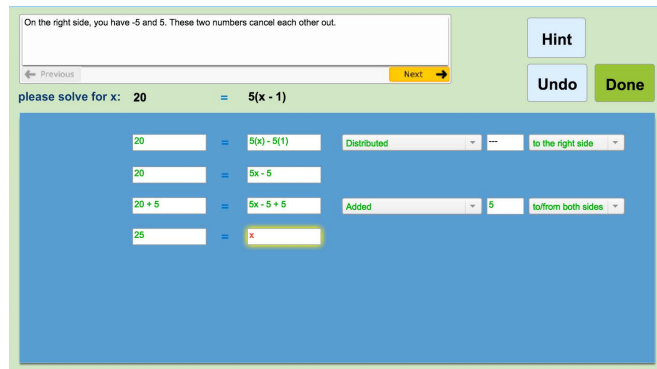 On the right side, you have -5 and 5. These two numbers cancel each other out.
Hint
Previous
Next
Undo
Done
please solve for x: 20 = 5(x - 1)
20 = 5(x) - 5(1) Distributed --- to the right side
20 = 5x - 5
20 + 5 = 5x - 5 + 5 Added 5 to/from both sides
25 = x